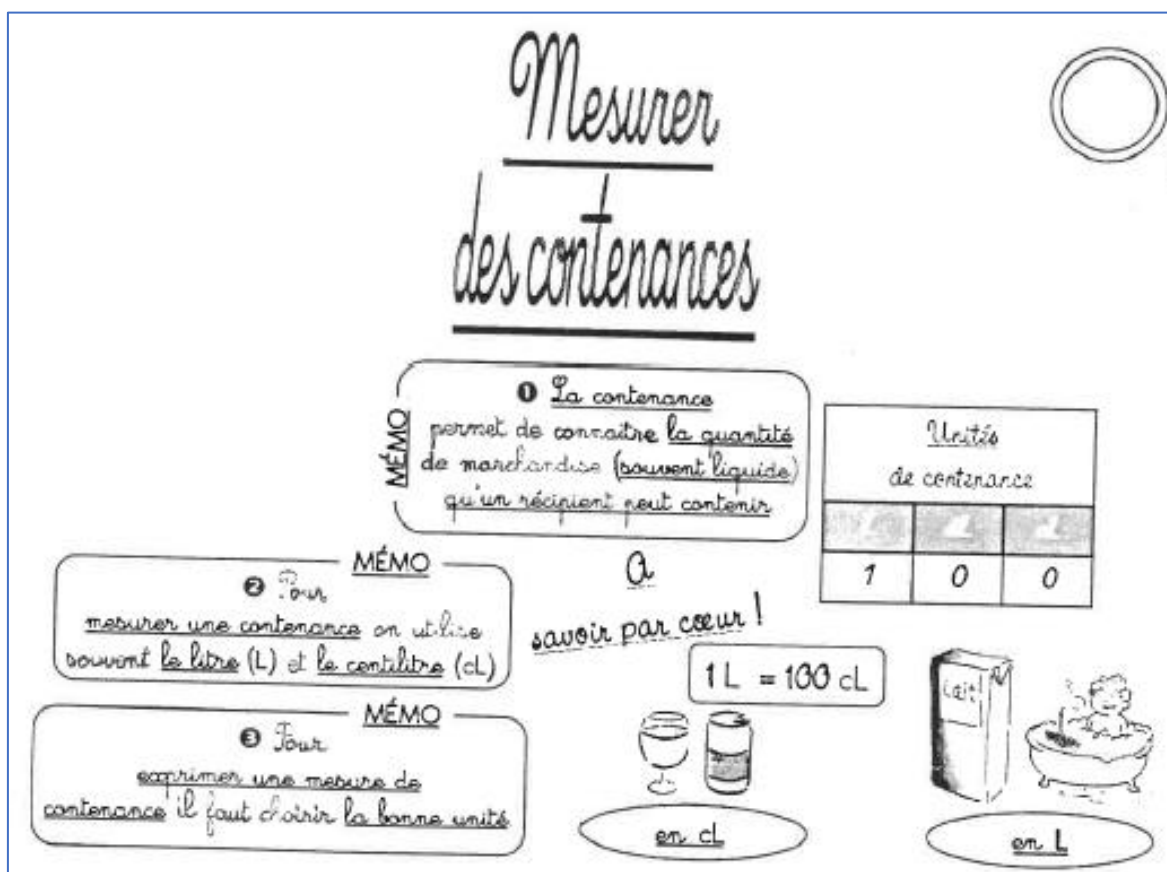 Mesurer
des contenances
MÉMO
❶ La contenance
permet de connaître la quantité
de marchandise (souvent liquide)
qu'un récipient peut contenir
Unités
de contenance
1 0 0
MÉMO
❷ Pour
mesurer une contenance on utilise
souvent le litre (L) et le centilitre (cL)
A
savoir par cœur !
1 L = 100 cL
MÉMO
❸ Pour
exprimer une mesure de
contenance il faut choisir la bonne unité
Lait
en cL
en L